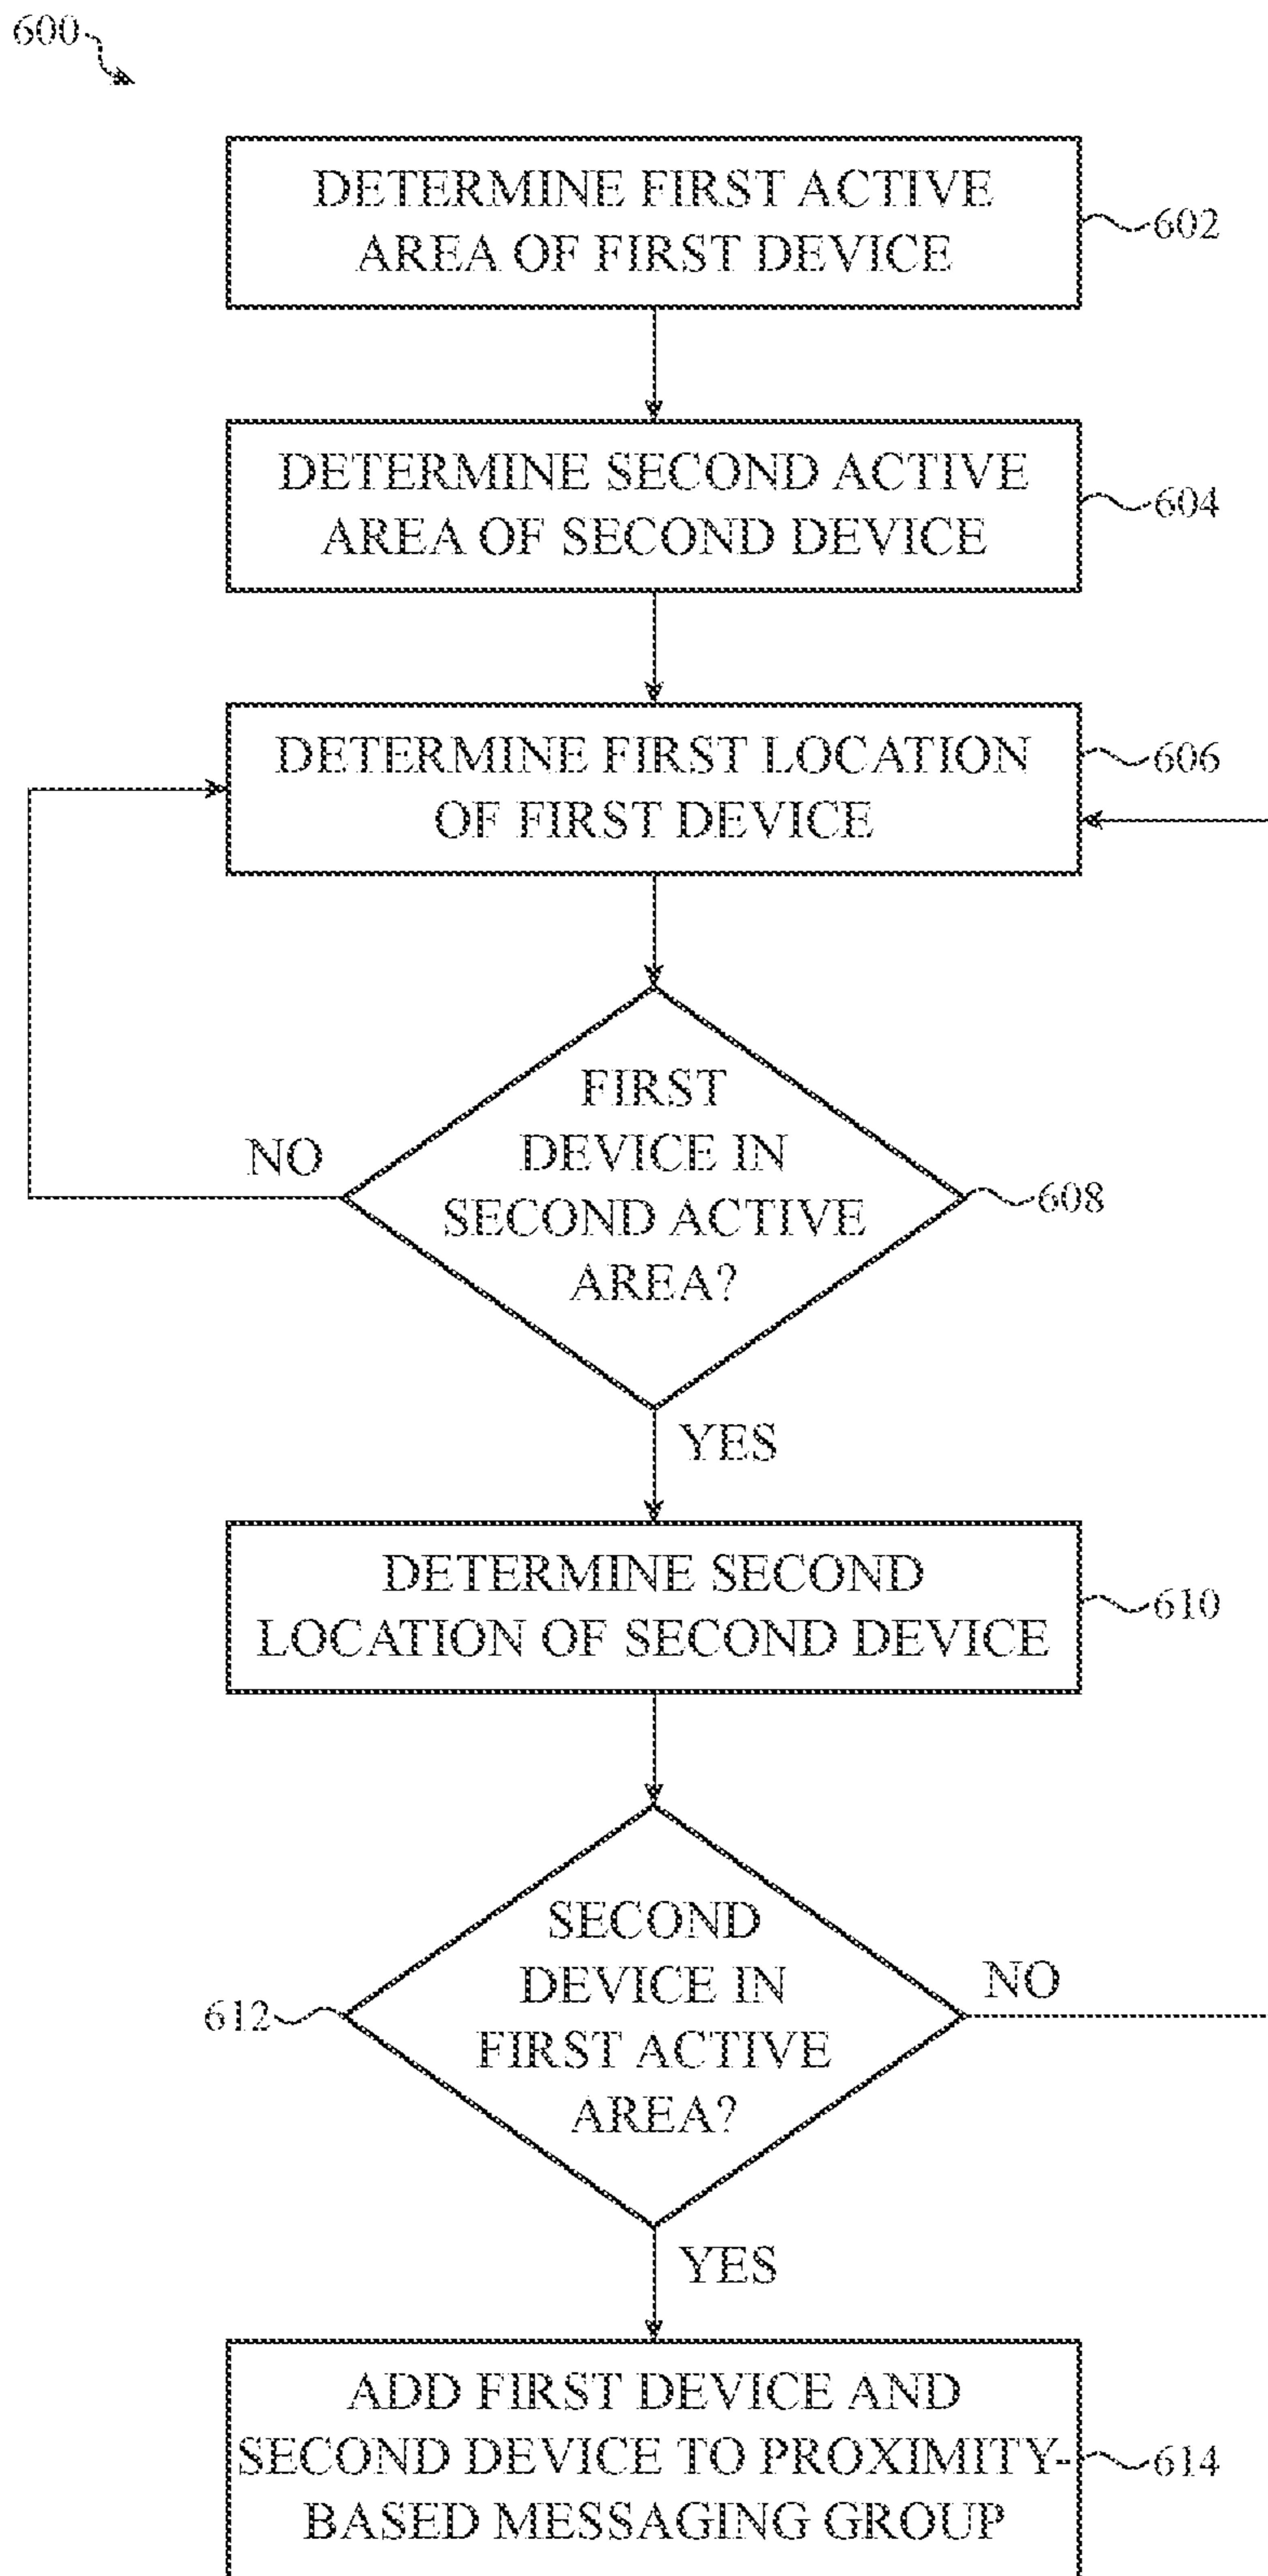 600
DETERMINE FIRST ACTIVE
AREA OF FIRST DEVICE
602
DETERMINE SECOND ACTIVE
AREA OF SECOND DEVICE
604
DETERMINE FIRST LOCATION
OF FIRST DEVICE
606
FIRST
DEVICE IN
SECOND ACTIVE
AREA?
NO
608
YES
DETERMINE SECOND
LOCATION OF SECOND DEVICE
610
SECOND
DEVICE IN
FIRST ACTIVE
AREA?
NO
612
YES
ADD FIRST DEVICE AND
SECOND DEVICE TO PROXIMITY-
BASED MESSAGING GROUP
614